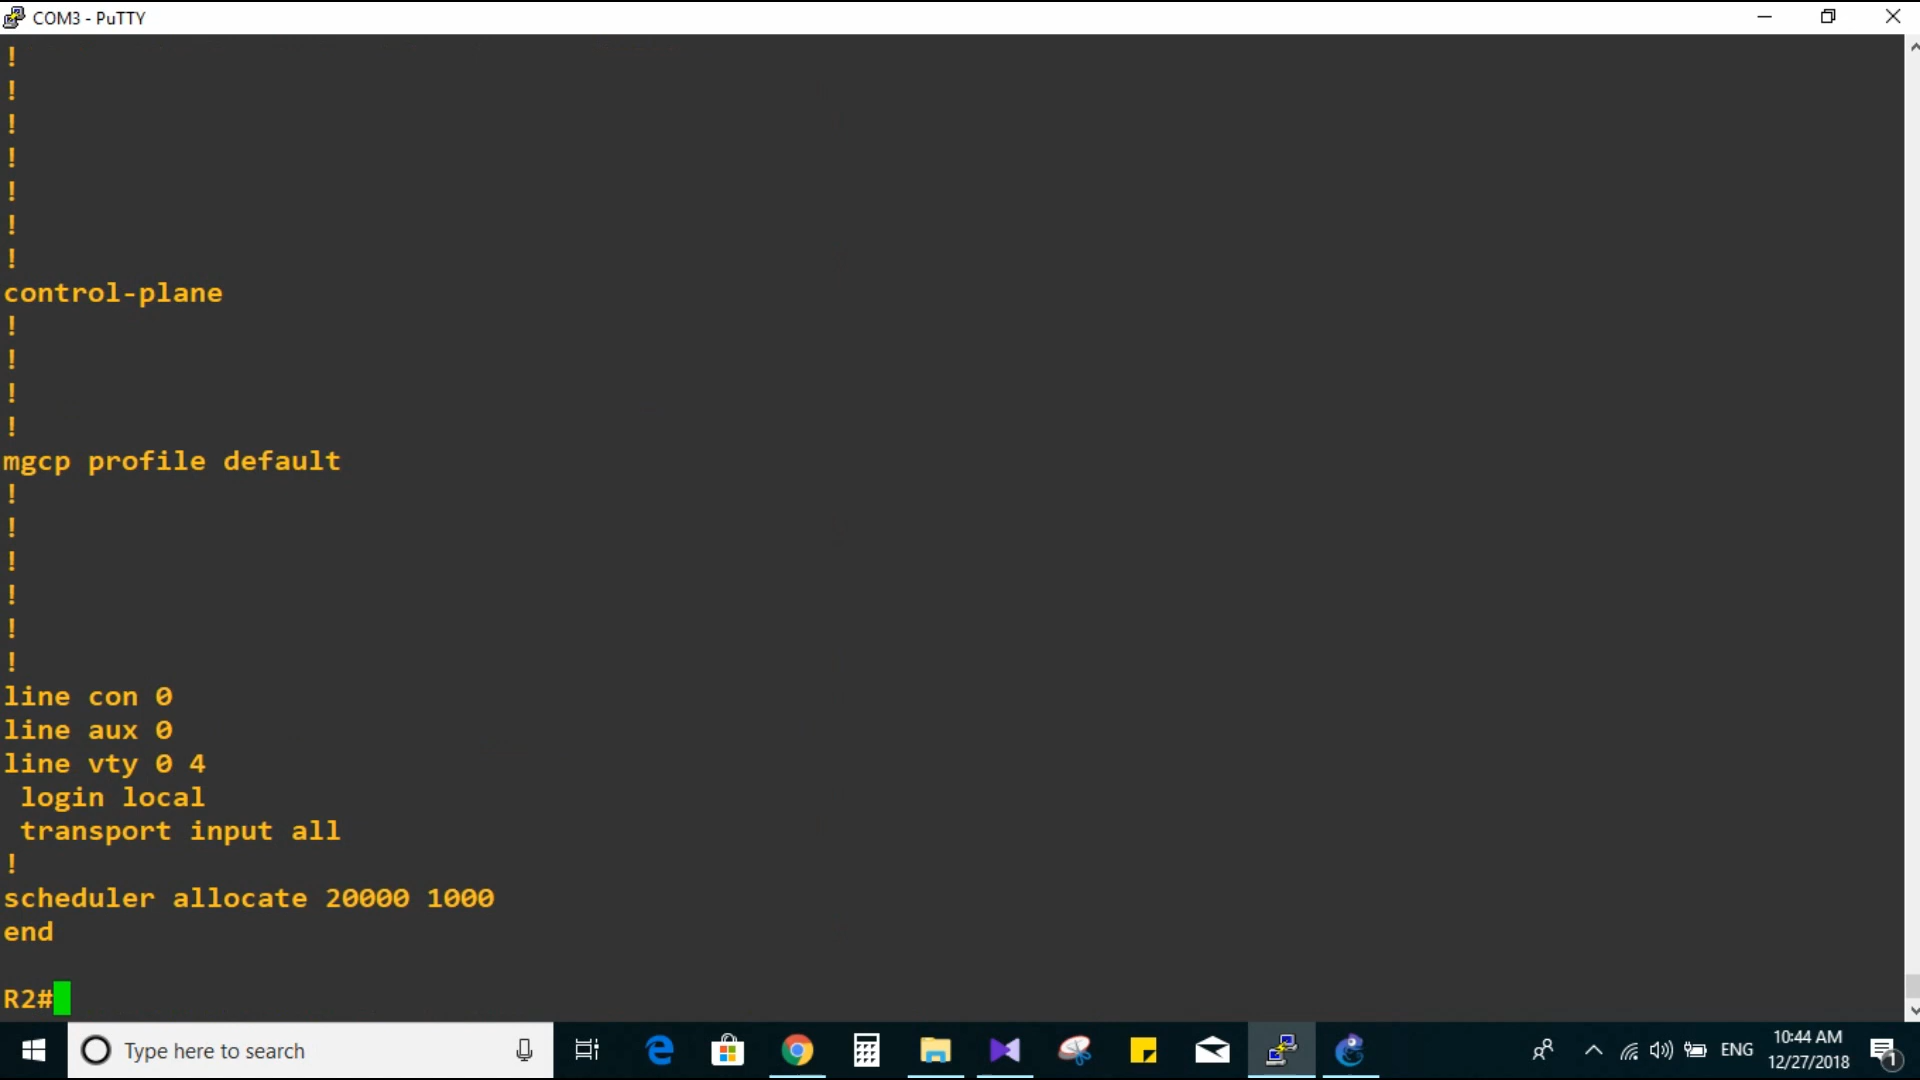 COM3 - PuTTY
!
!
!
!
!
!
!
control-plane
!
!
!
!
mgcp profile default
!
!
!
!
!
!
line con 0
line aux 0
line vty 0 4
 login local
 transport input all
!
scheduler allocate 20000 1000
end
R2#
Type here to search
ENG
10:44 AM
12/27/2018
1